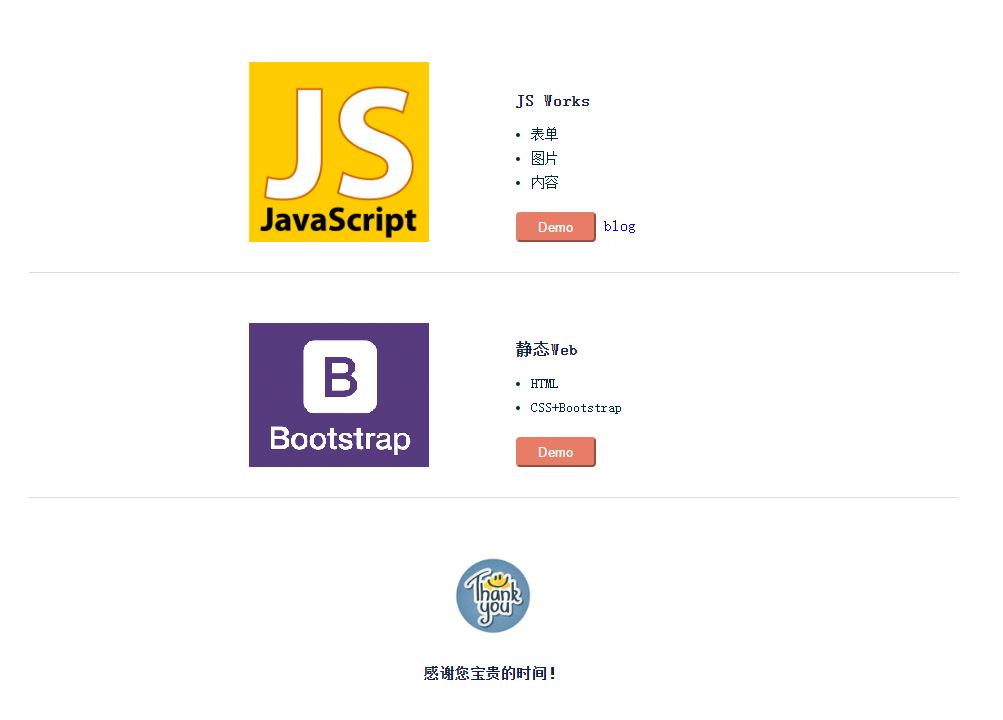 JS
JavaScript
JS Works
表单
图片
内容
Demo blog
B
Bootstrap
静态Web
HTML
CSS+Bootstrap
Demo
Thank
you
感谢您宝贵的时间!